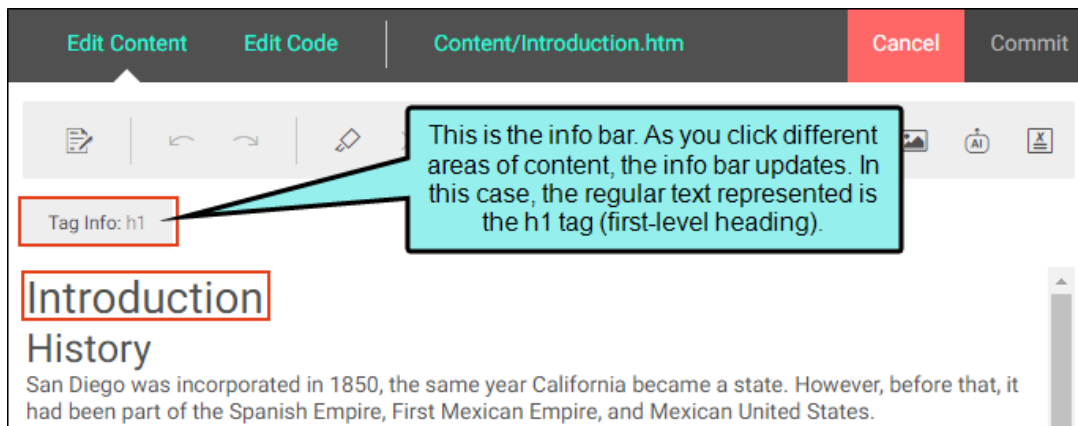 Edit Content Edit Code Content/Introduction.htm Cancel Commit
AI X
This is the info bar. As you click different
areas of content, the info bar updates. In
this case, the regular text represented is
the h1 tag (first-level heading).
Tag Info: h1
Introduction
History
San Diego was incorporated in 1850, the same year California became a state. However, before that, it
had been part of the Spanish Empire, First Mexican Empire, and Mexican United States.